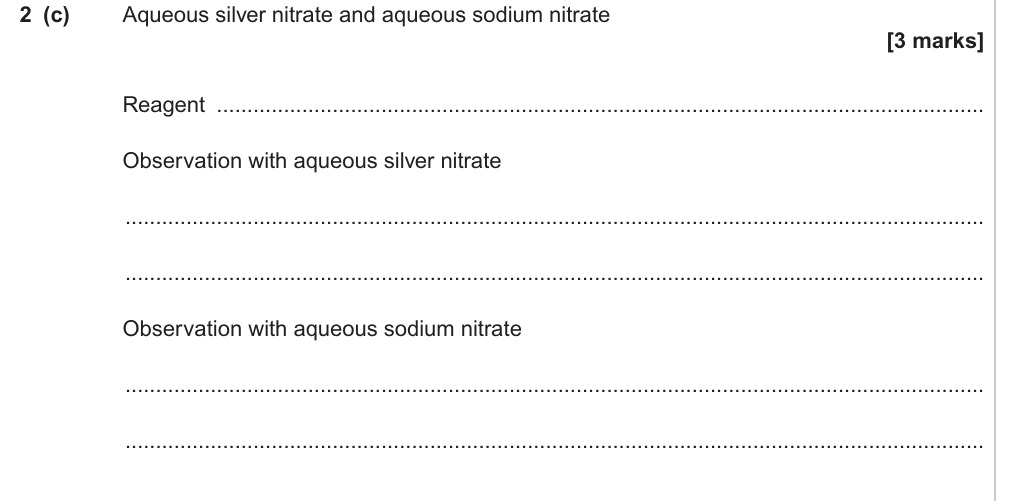 2 (c) Aqueous silver nitrate and aqueous sodium nitrate
[3 marks]
Reagent ................................................................................................................................
Observation with aqueous silver nitrate
................................................................................................................................................
................................................................................................................................................
Observation with aqueous sodium nitrate
................................................................................................................................................
................................................................................................................................................